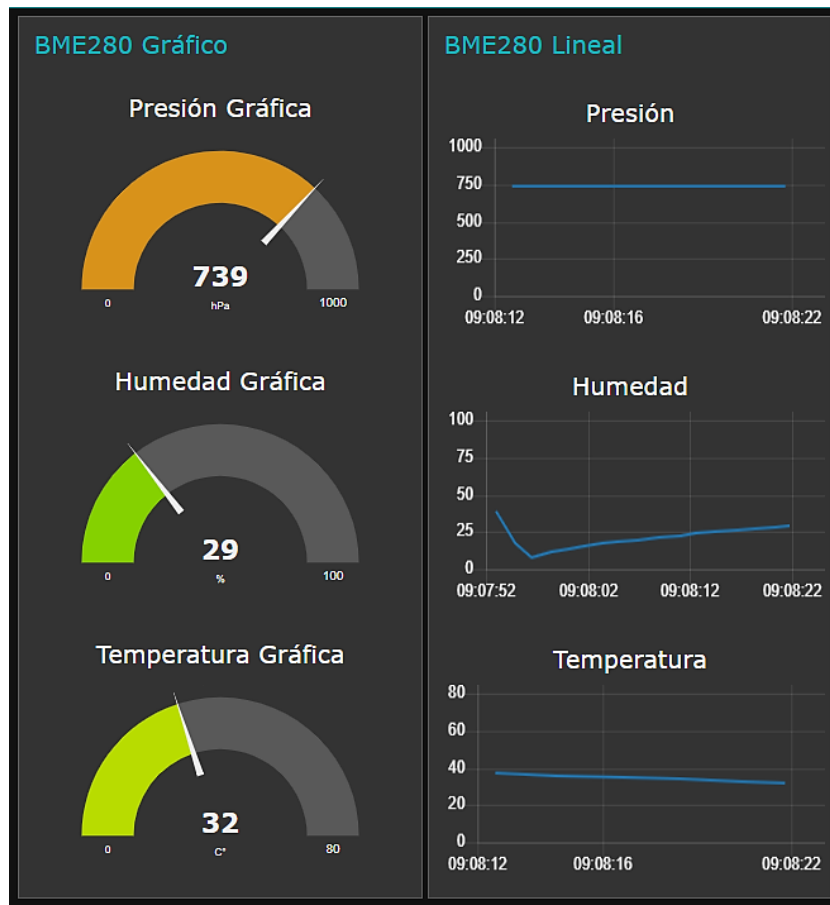 BME280 Gráfico
Presión Gráfica
739
hPa
0
1000
Humedad Gráfica
29
%
0
100
Temperatura Gráfica
32
C°
0
80
BME280 Lineal
Presión
1000
750
500
250
0
09:08:12 09:08:16 09:08:22
Humedad
100
75
50
25
0
09:07:52 09:08:02 09:08:12 09:08:22
Temperatura
80
60
40
20
0
09:08:12 09:08:16 09:08:22